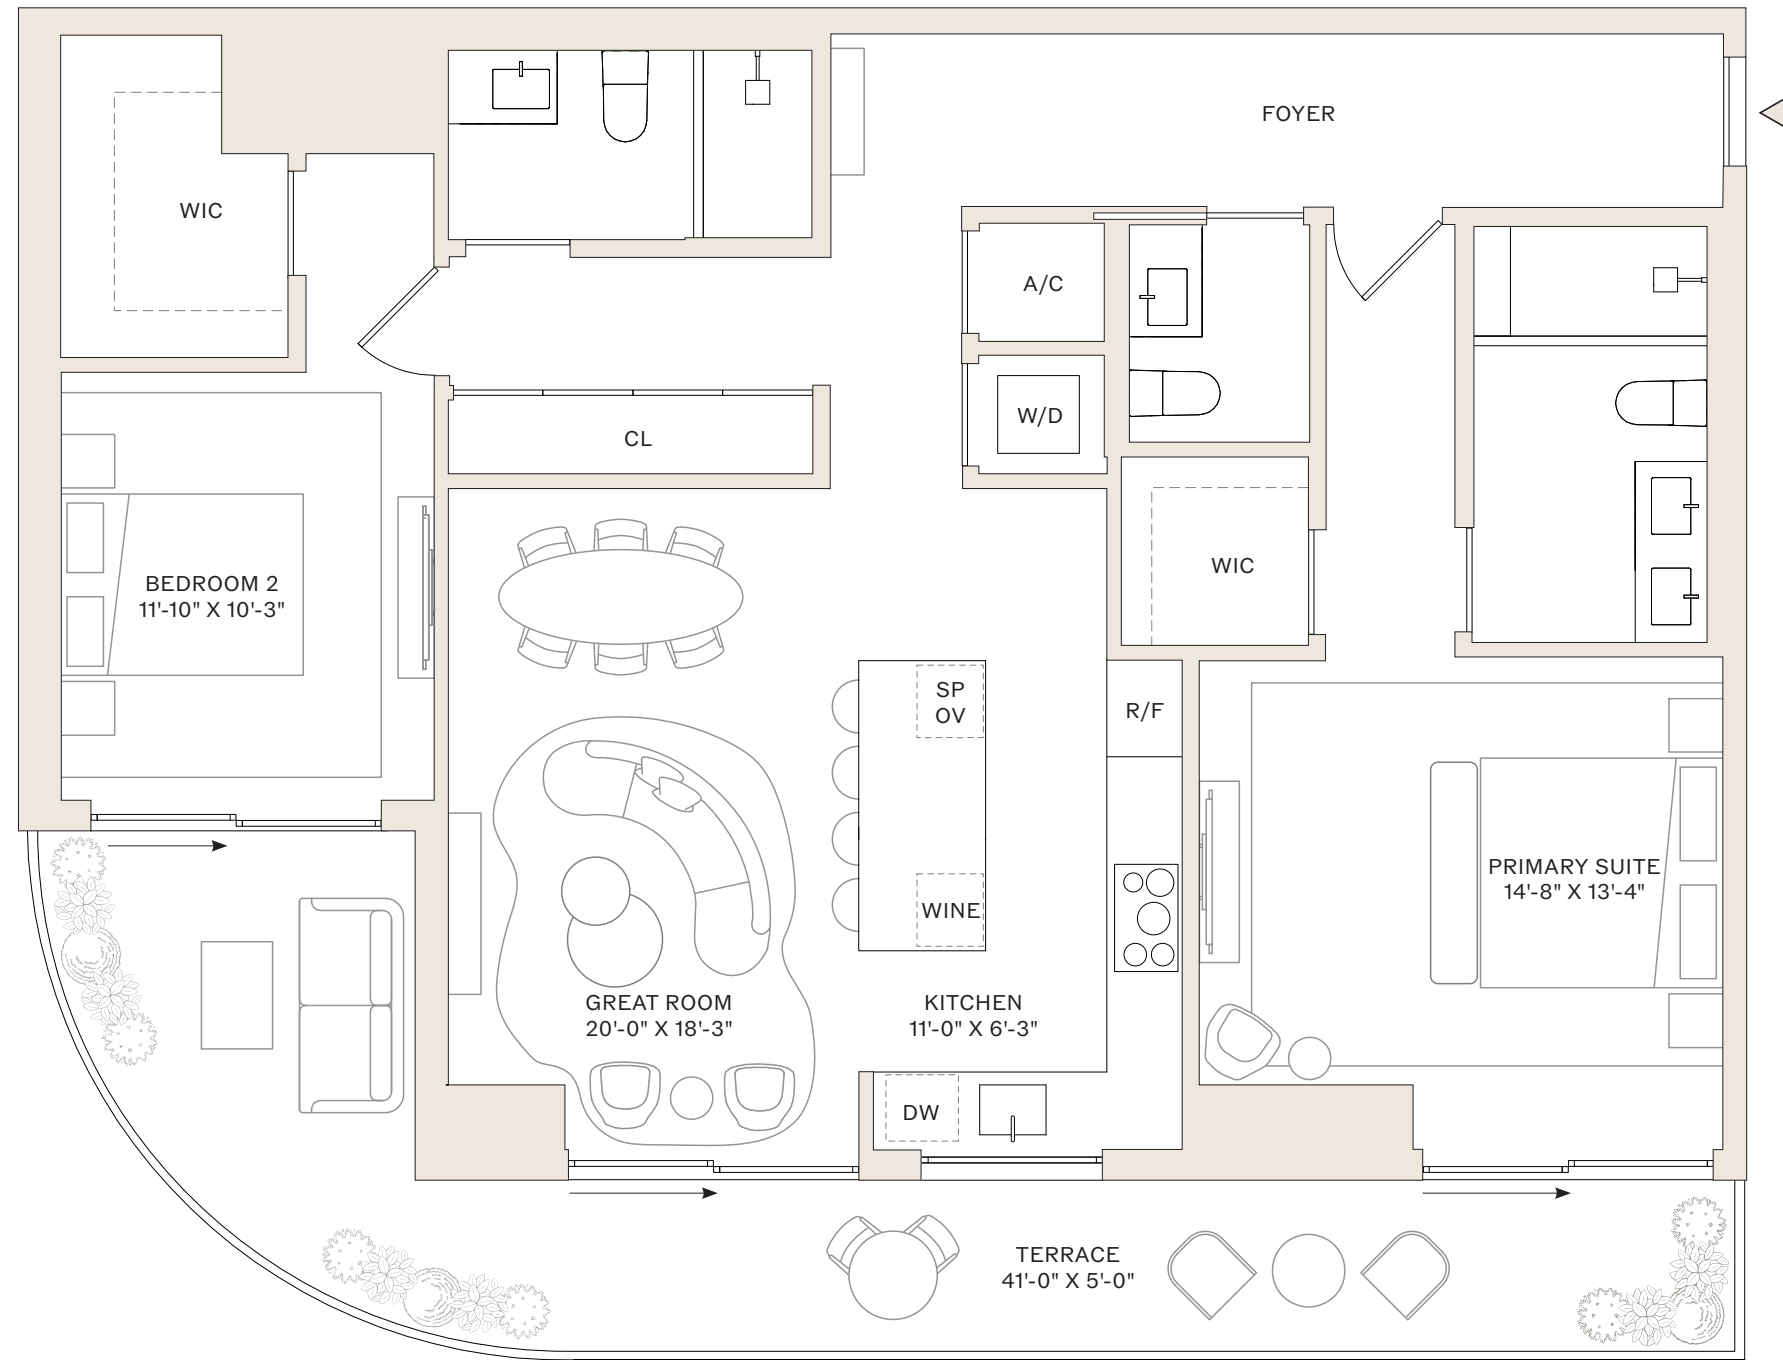 FOYER
WIC
A/C
W/D
CL
WIC
BEDROOM 2
11'-10" X 10'-3"
SP
OV
R/F
PRIMARY SUITE
14'-8" X 13'-4"
WINE
GREAT ROOM
20'-0" X 18'-3"
KITCHEN
11'-0" X 6'-3"
DW
TERRACE
41'-0" X 5'-0"